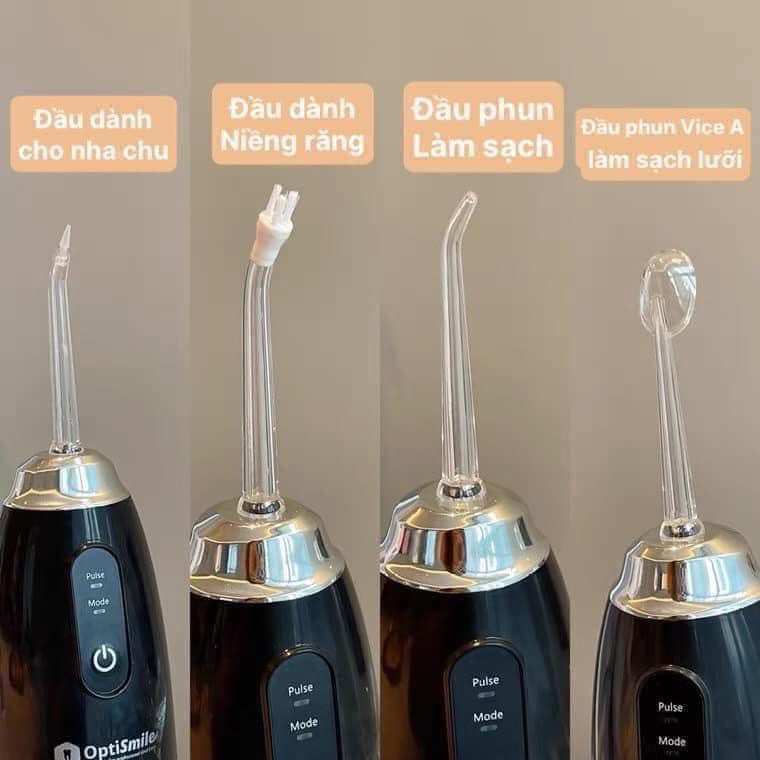 Đầu dành
cho nha chu
Đầu dành
Niềng răng
Đầu phun
Làm sạch
Đầu phun Vice A
làm sạch lưỡi
Pulse
Mode
OptiSmile
Pulse
Mode
Pulse
Mode
Pulse
Mode